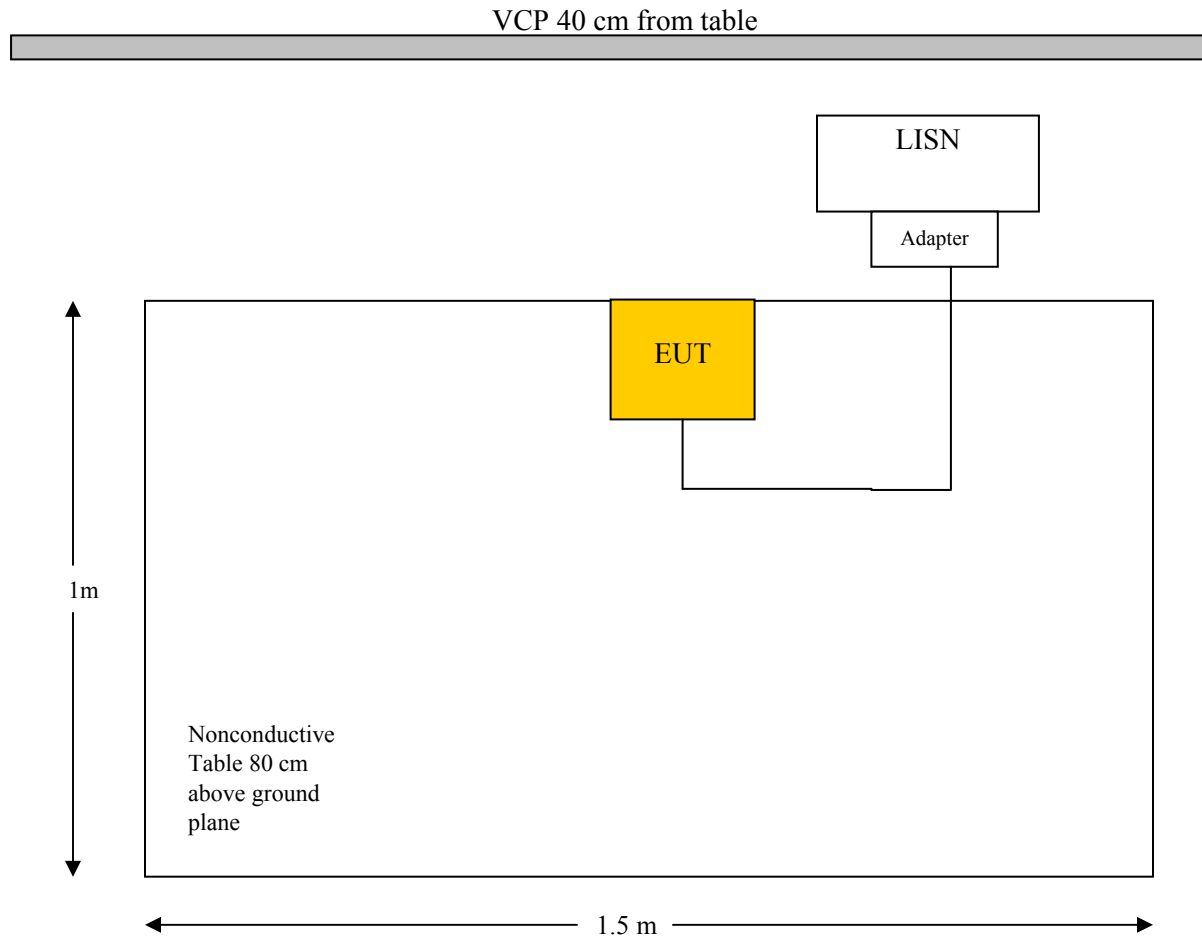 VCP 40 cm from table
LISN
Adapter
EUT
1m
Nonconductive
Table 80 cm
above ground
plane
1.5 m